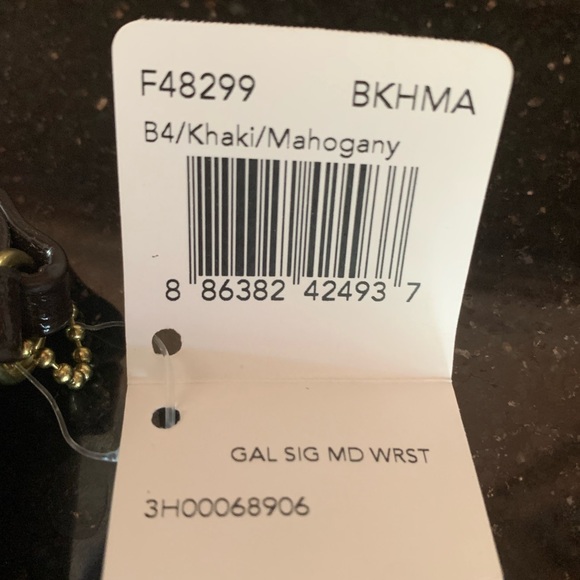 F48299 BKHMA
B4/Khaki/Mahogany
8 86382 42493 7
GAL SIG MD WRST
3H00068906